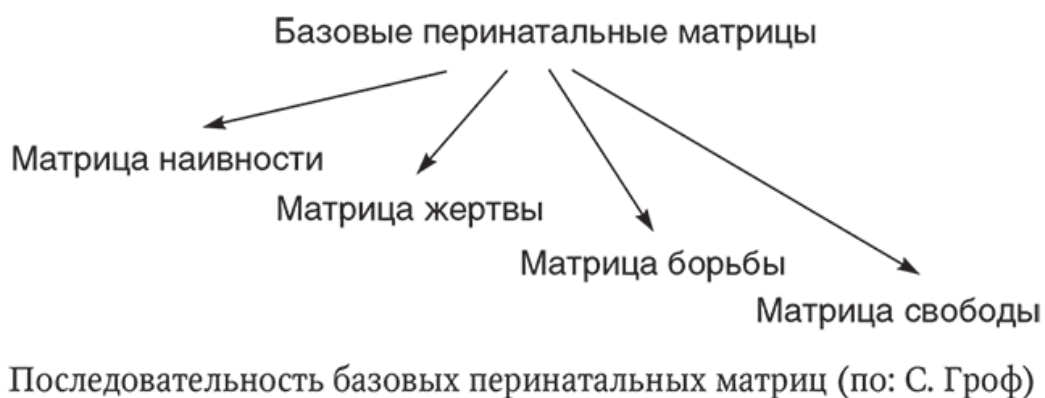 Базовые перинатальные матрицы
Матрица наивности
Матрица жертвы
Матрица борьбы
Матрица свободы
Последовательность базовых перинатальных матриц (по: С. Гроф)